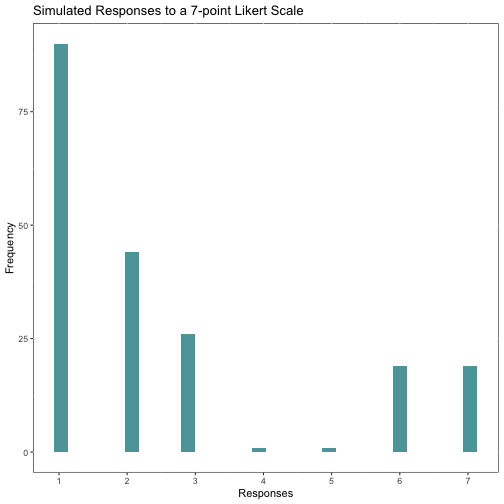 Simulated Responses to a 7-point Likert Scale
75
50
25
0
Frequency
1 2 3 4 5 6 7
Responses